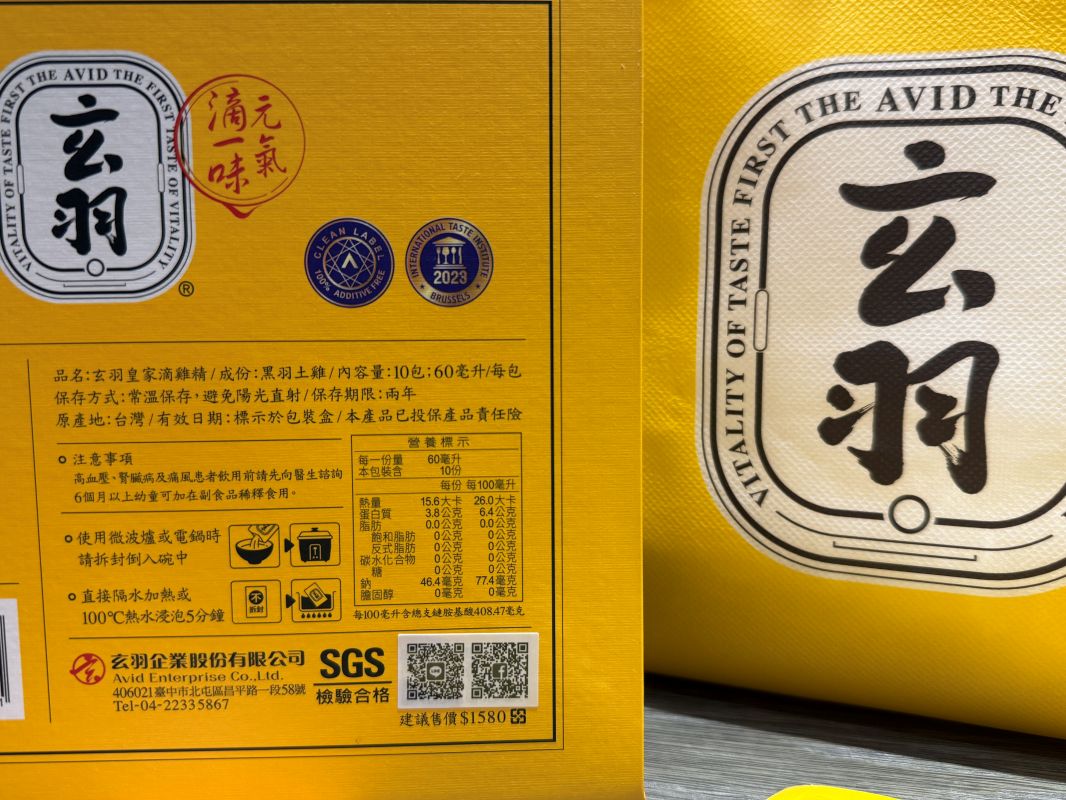 VITALITY OF TASTE FIRST THE AVID THE FIRST TASTE OF VITALITY
玄羽
®
元氣
滴一味
CLEAN LABEL
100% ADDITIVE FREE
INTERNATIONAL TASTE INSTITUTE
2023
BRUSSELS
品名:玄羽皇家滴雞精/成份:黑羽土雞/內容量:10包;60毫升/每包
保存方式:常溫保存,避免陽光直射/保存期限:兩年
原產地:台灣/有效日期:標示於包裝盒/本產品已投保產品責任險
注意事項
高血壓、腎臟病及痛風患者飲用前請先向醫生諮詢
6個月以上幼童可加在副食品稀釋食用。
使用微波爐或電鍋時
請拆封倒入碗中
直接隔水加熱或
100℃熱水浸泡5分鐘
不拆封
營養標示
每一份量 60毫升
本包裝含 10份
每份 每100毫升
熱量 15.6大卡 26.0大卡
蛋白質 3.8公克 6.4公克
脂肪 0.0公克 0.0公克
飽和脂肪 0公克 0公克
反式脂肪 0公克 0公克
碳水化合物 0公克 0公克
糖 0公克 0公克
鈉 46.4毫克 77.4毫克
膽固醇 0毫克 0毫克
每100毫升含總支鏈胺基酸408.47毫克
玄羽企業股份有限公司
Avid Enterprise Co.,Ltd.
406021臺中市北屯區昌平路一段58號
Tel-04-22335867
SGS
檢驗合格
建議售價$1580
VITALITY OF TASTE FIRST THE AVID THE
玄羽